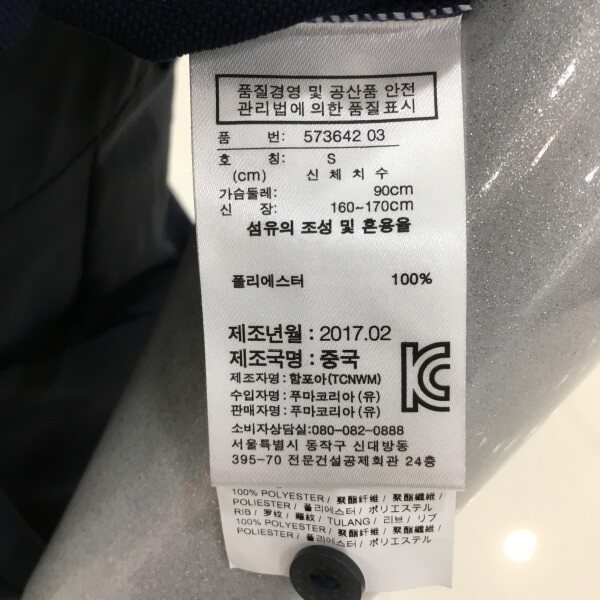 품질경영 및 공산품 안전
관리법에 의한 품질표시
품 번: 573642 03
호 칭: S
(cm) 신 체 치 수
가슴둘레: 90cm
신 장: 160~170cm
섬유의 조성 및 혼용율
폴리에스터 100%
제조년월 : 2017.02
제조국명 : 중국
제조자명 : 함포아(TCNWM)
수입자명 : 푸마코리아 (유)
판매자명 : 푸마코리아 (유)
소비자상담실:080-082-0888
서울특별시 동작구 신대방동
395-70 전문건설공제회관 24층
100% POLYESTER / 聚酯纤维 / 聚酯纖維 /
POLIESTER / 폴리에스터 / ポリエステル
RIB / 罗纹 / 羅紋 / TULANG / 리브 / リブ
100% POLYESTER / 聚酯纤维 / 聚酯纖維 /
POLIESTER / 폴리에스터 / ポリエステル